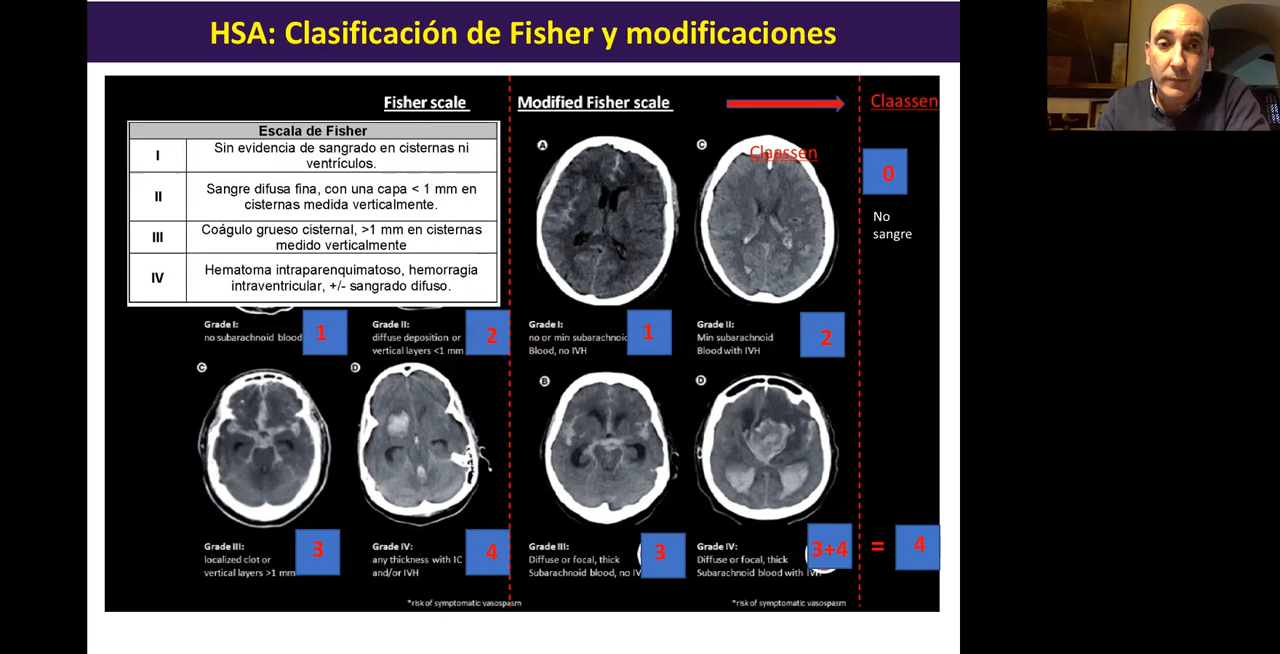 HSA: Clasificación de Fisher y modificaciones
Fisher scale
Modified Fisher scale
Claassen
Escala de Fisher
I
Sin evidencia de sangrado en cisternas ni
ventrículos.
II
Sangre difusa fina, con una capa < 1 mm en
cisternas medida verticalmente.
III
Coágulo grueso cisternal, >1 mm en cisternas
medido verticalmente
IV
Hematoma intraparenquimatoso, hemorragia
intraventricular, +/- sangrado difuso.
A
C
Claassen
0
No
sangre
Grade I:
no subarachnoid blood
1
Grade II:
diffuse deposition or
vertical layers <1 mm
2
Grade I:
no or min subarachnoid
Blood, no IVH
1
Grade II:
Min subarachnoid
Blood with IVH
2
C
D
B
D
Grade III:
localized clot or
vertical layers >1 mm
3
Grade IV:
any thickness with IC
and/or IVH
4
Grade III:
Diffuse or focal, thick
Subarachnoid blood, no IV
3
Grade IV:
Diffuse or focal, thick
Subarachnoid blood with IVH
3+4
=
4
*risk of symptomatic vasospasm
*risk of symptomatic vasospasm